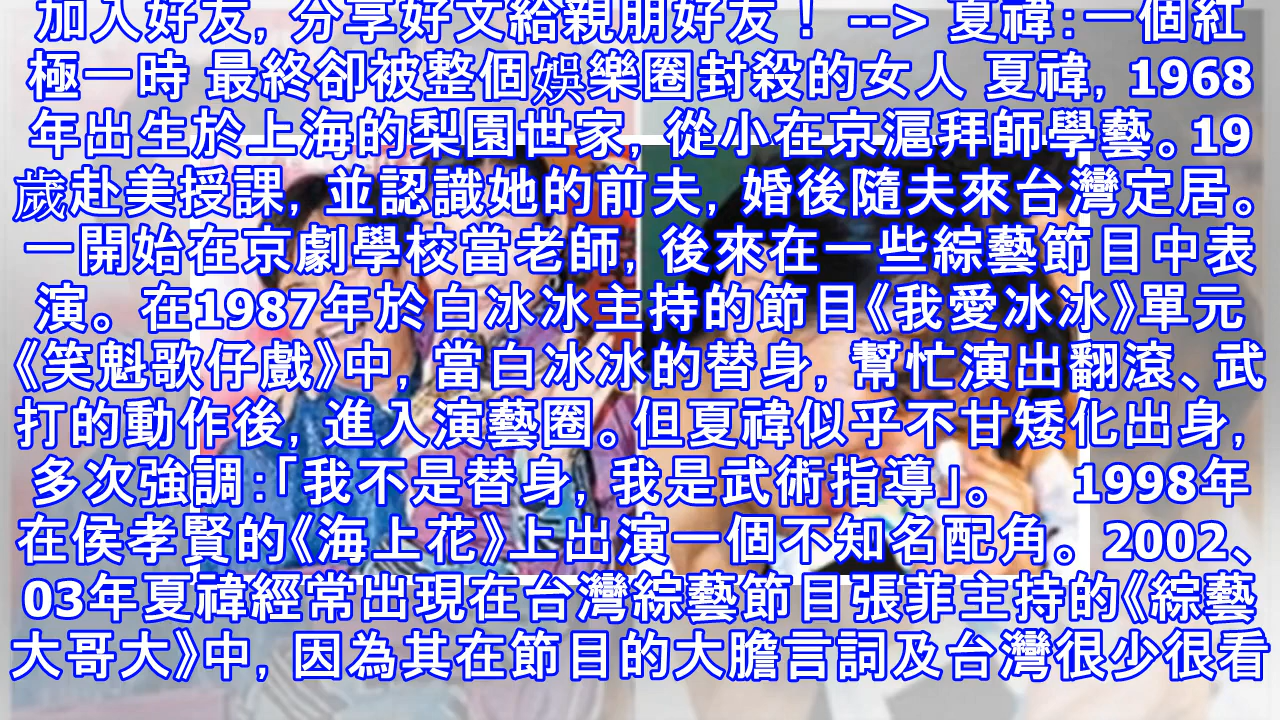 加入好友, 分享好文給親朋好友！ --> 夏禕:一個紅
極一時 最終卻被整個娛樂圈封殺的女人 夏禕, 1968
年出生於上海的梨園世家, 從小在京滬拜師學藝。19
歲赴美授課, 並認識她的前夫, 婚後隨夫來台灣定居。
一開始在京劇學校當老師, 後來在一些綜藝節目中表
演。在1987年於白冰冰主持的節目《我愛冰冰》單元
《笑魁歌仔戲》中, 當白冰冰的替身, 幫忙演出翻滾、武
打的動作後, 進入演藝圈。但夏禕似乎不甘矮化出身,
多次強調:「我不是替身, 我是武術指導」。　1998年
在侯孝賢的《海上花》上出演一個不知名配角。2002、
03年夏禕經常出現在台灣綜藝節目張菲主持的《綜藝
大哥大》中, 因為其在節目的大膽言詞及台灣很少很看